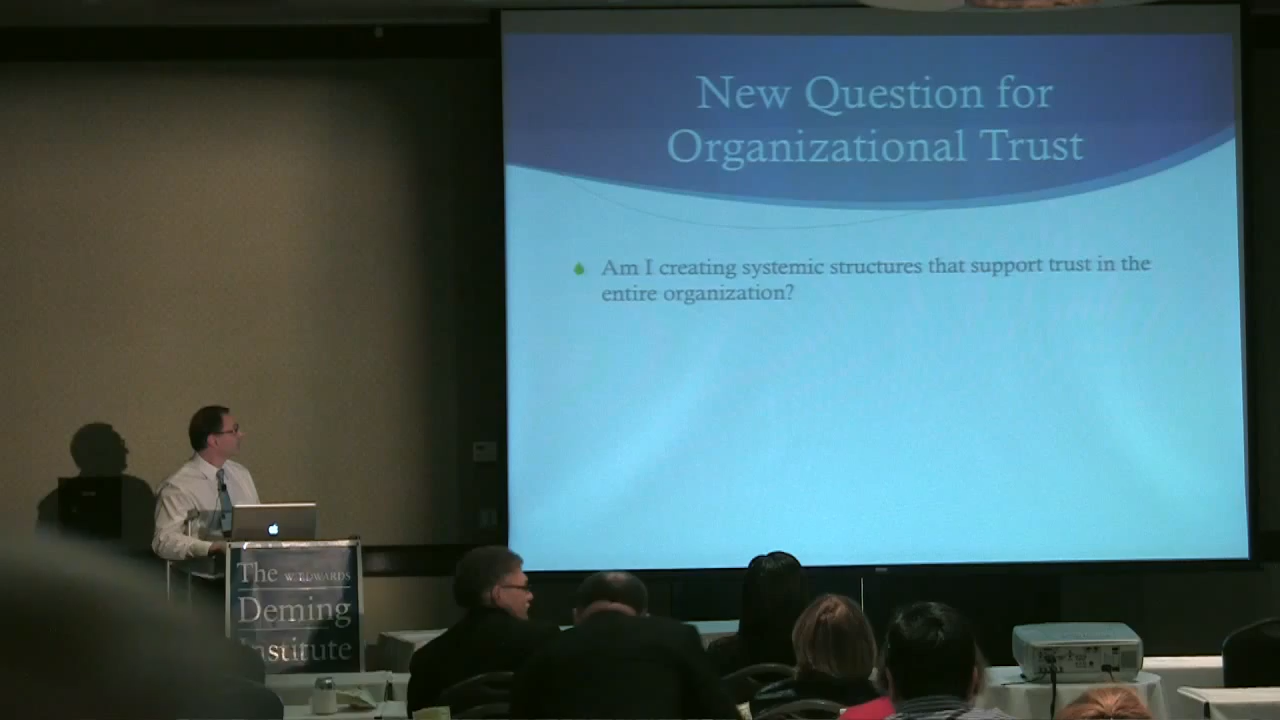 New Question for
Organizational Trust
Am I creating systemic structures that support trust in the
entire organization?
The W. EDWARDS
Deming
Institute